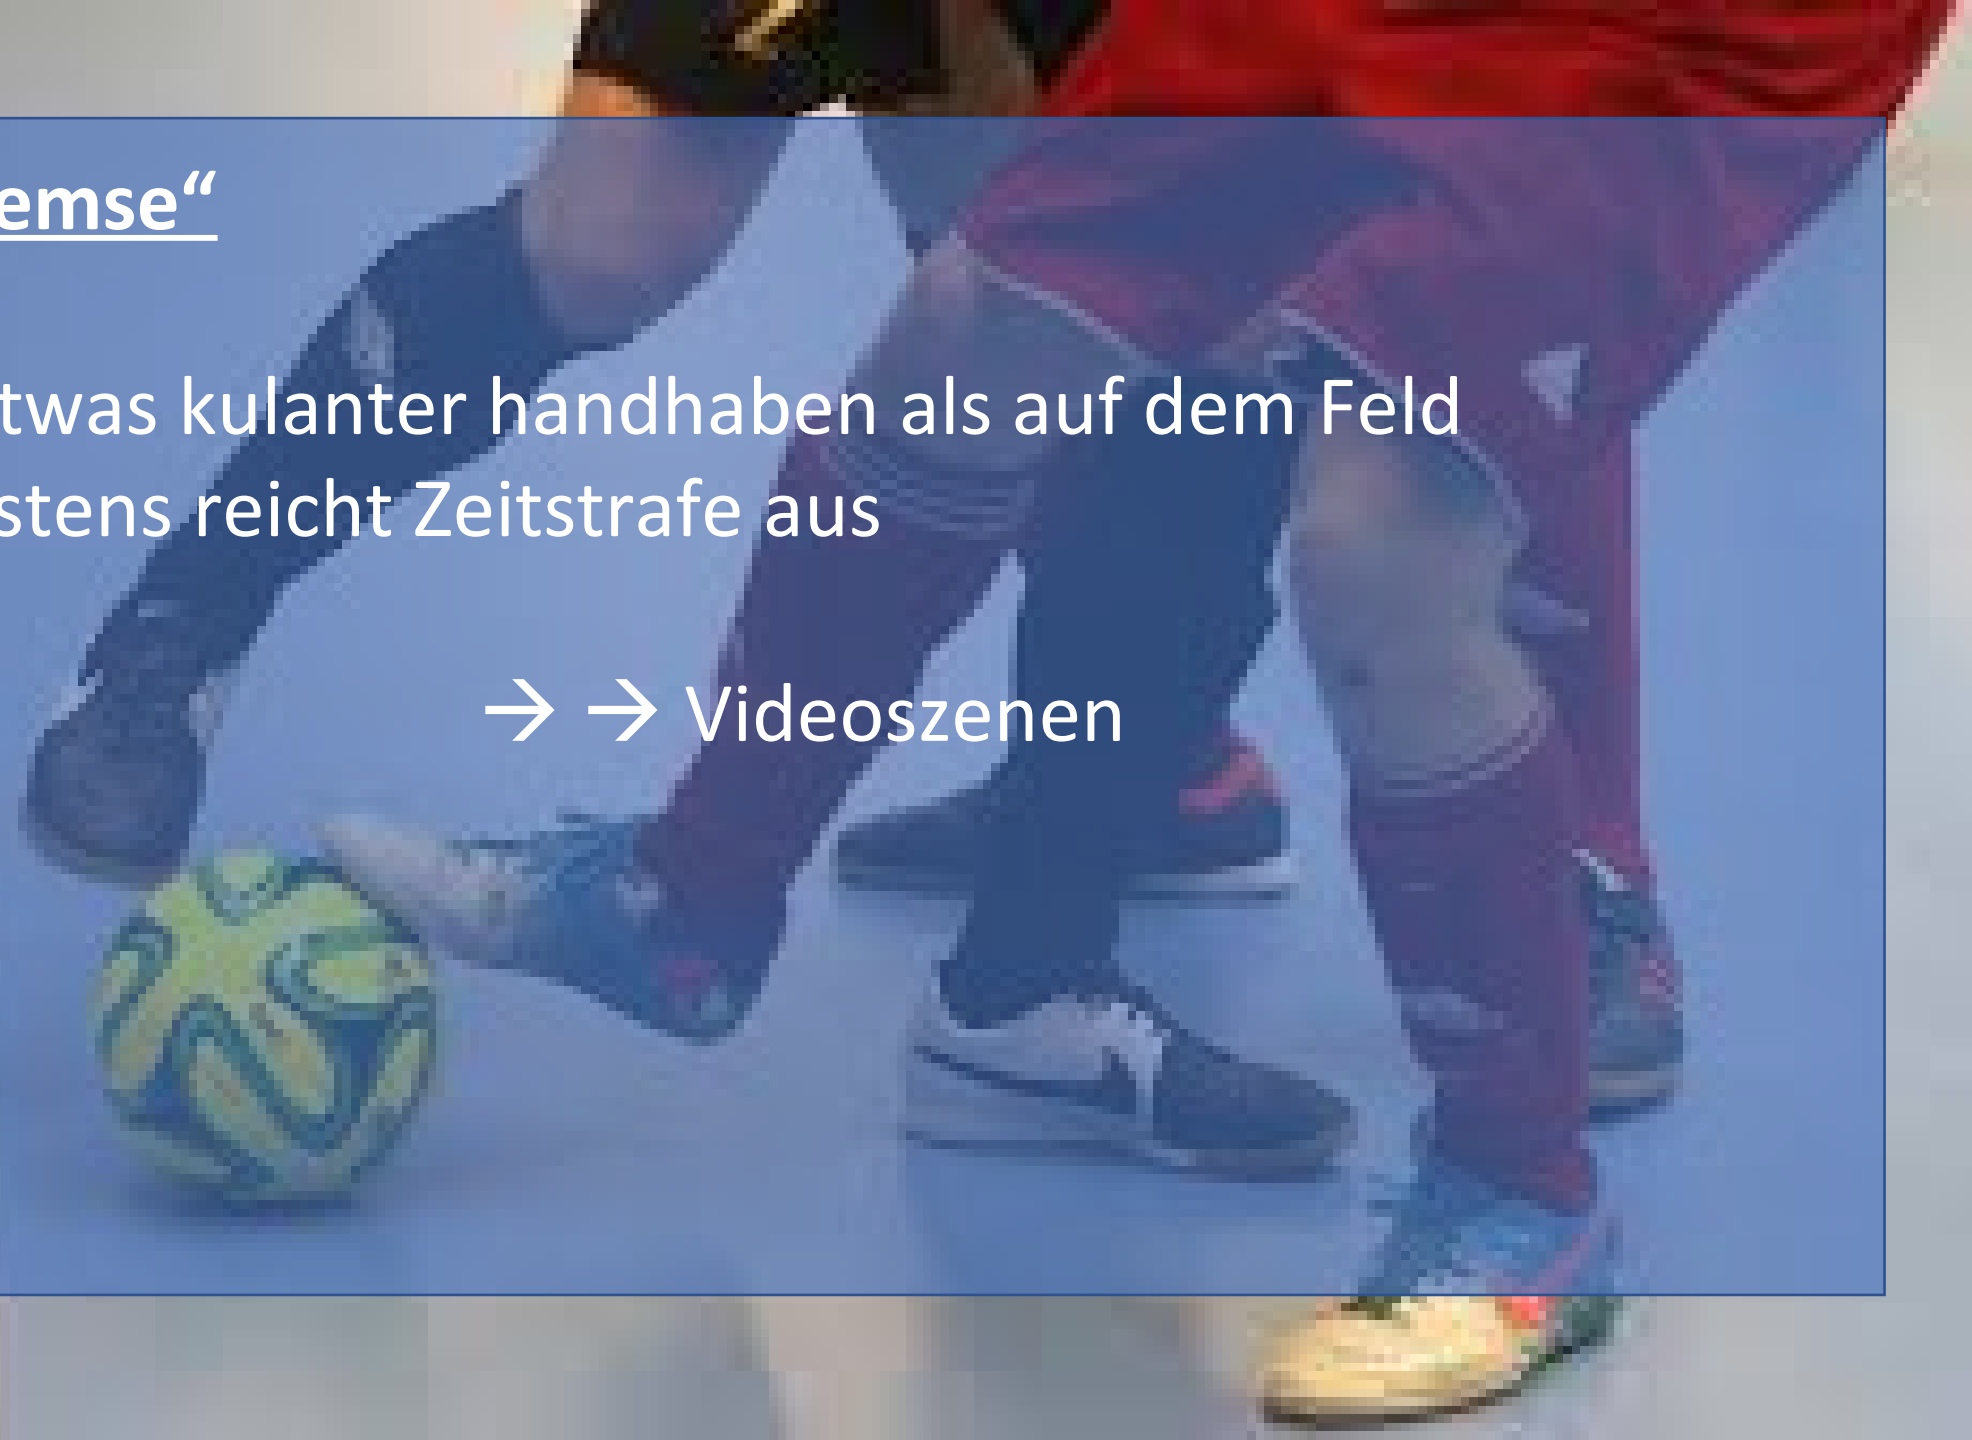 emse“
twas kulanter handhaben als auf dem Feld
stens reicht Zeitstrafe aus
→ → Videoszenen